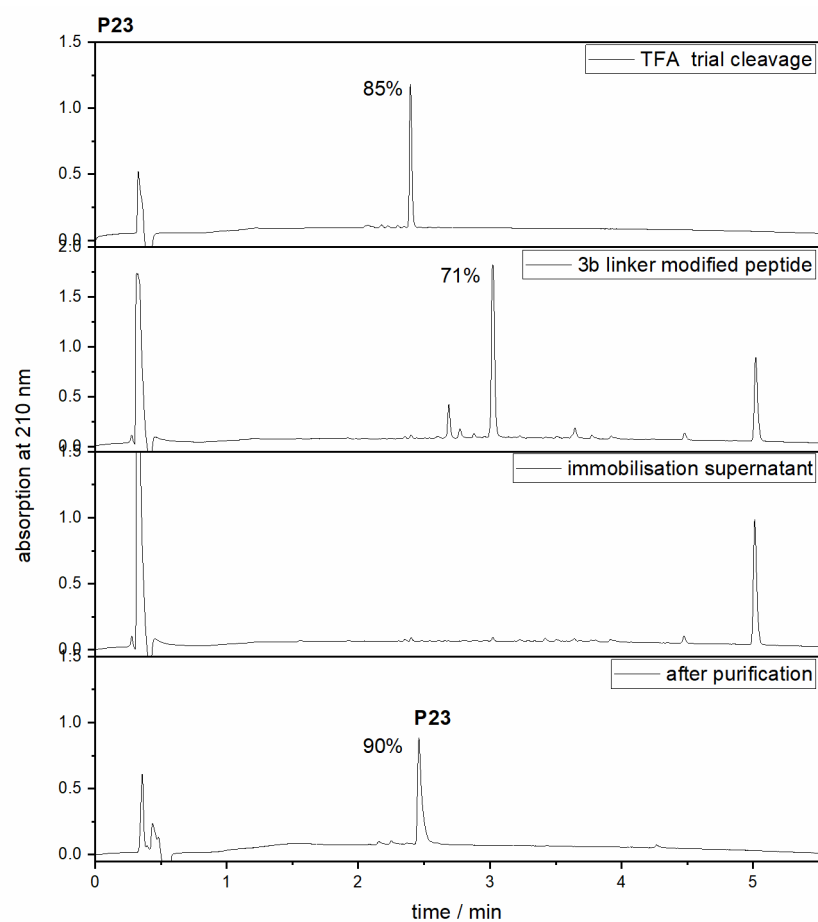 P23
1.5
TFA trial cleavage
85%
1.0
0.5
0.0
2.0
3b linker modified peptide
71%
1.5
1.0
0.5
0.0
1.5
immobilisation supernatant
1.0
0.5
0.0
1.5
after purification
P23
1.0
90%
0.5
0.0
0 1 2 3 4 5
time / min
absorption at 210 nm